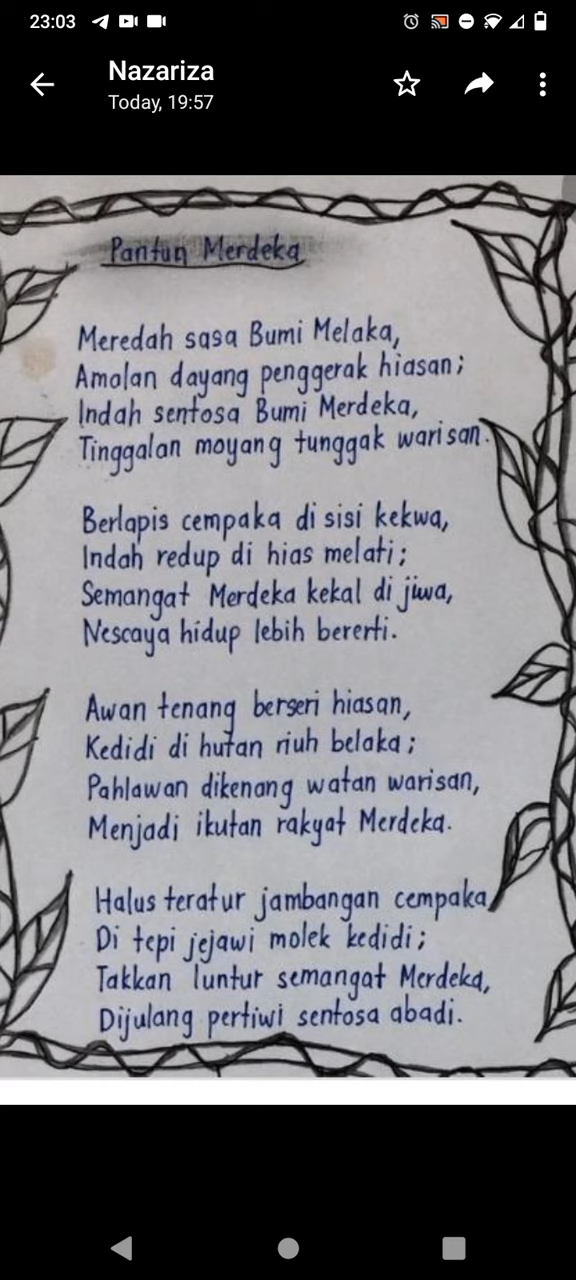 23:03
Nazariza
Today, 19:57
Pantun Merdeka
Meredah sasa Bumi Melaka,
Amolan dayang penggerak hiasan;
Indah sentosa Bumi Merdeka,
Tinggalan moyang tunggak warisan.
Berlapis cempaka di sisi kekwa,
Indah redup di hias melati;
Semangat Merdeka kekal di jiwa,
Nescaya hidup lebih bererti.
Awan tenang berseri hiasan,
Kedidi di hutan riuh belaka;
Pahlawan dikenang watan warisan,
Menjadi ikutan rakyat Merdeka.
Halus teratur jambangan cempaka,
Di tepi jejawi molek kedidi;
Takkan luntur semangat Merdeka,
Dijulang pertiwi sentosa abadi.